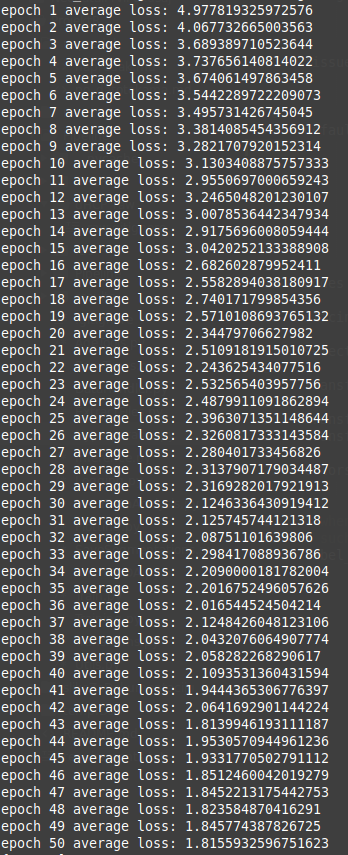 epoch 1 average loss: 4.977819325972576
epoch 2 average loss: 4.067732665003563
epoch 3 average loss: 3.689389710523644
epoch 4 average loss: 3.737656140814022
epoch 5 average loss: 3.674061497863458
epoch 6 average loss: 3.5442289722209073
epoch 7 average loss: 3.495731426745045
epoch 8 average loss: 3.3814085454356912
epoch 9 average loss: 3.2821707920152314
epoch 10 average loss: 3.1303408875757333
epoch 11 average loss: 2.9550697000659243
epoch 12 average loss: 3.2465048201230107
epoch 13 average loss: 3.0078536442347934
epoch 14 average loss: 2.9175696008059444
epoch 15 average loss: 3.0420252133388908
epoch 16 average loss: 2.682602879952411
epoch 17 average loss: 2.5582894038180917
epoch 18 average loss: 2.740171799854356
epoch 19 average loss: 2.5710108693765132
epoch 20 average loss: 2.34479706627982
epoch 21 average loss: 2.5109181915010725
epoch 22 average loss: 2.243625434077516
epoch 23 average loss: 2.532565403957756
epoch 24 average loss: 2.4879911091862894
epoch 25 average loss: 2.3963071351148644
epoch 26 average loss: 2.3260817333143584
epoch 27 average loss: 2.280401733456826
epoch 28 average loss: 2.3137907179034487
epoch 29 average loss: 2.3169282017921913
epoch 30 average loss: 2.1246336430919412
epoch 31 average loss: 2.125745744121318
epoch 32 average loss: 2.08751101639806
epoch 33 average loss: 2.298417088936786
epoch 34 average loss: 2.2090000181782004
epoch 35 average loss: 2.2016752496057626
epoch 36 average loss: 2.016544524504214
epoch 37 average loss: 2.1248426048123106
epoch 38 average loss: 2.0432076064907774
epoch 39 average loss: 2.058282268290617
epoch 40 average loss: 2.1093531360431594
epoch 41 average loss: 1.9444365306776397
epoch 42 average loss: 2.0641692901144224
epoch 43 average loss: 1.8139946193111187
epoch 44 average loss: 1.9530570944961236
epoch 45 average loss: 1.9331770502791112
epoch 46 average loss: 1.8512460042019279
epoch 47 average loss: 1.8452213175442753
epoch 48 average loss: 1.823584870416291
epoch 49 average loss: 1.845774387826725
epoch 50 average loss: 1.8155932596751623